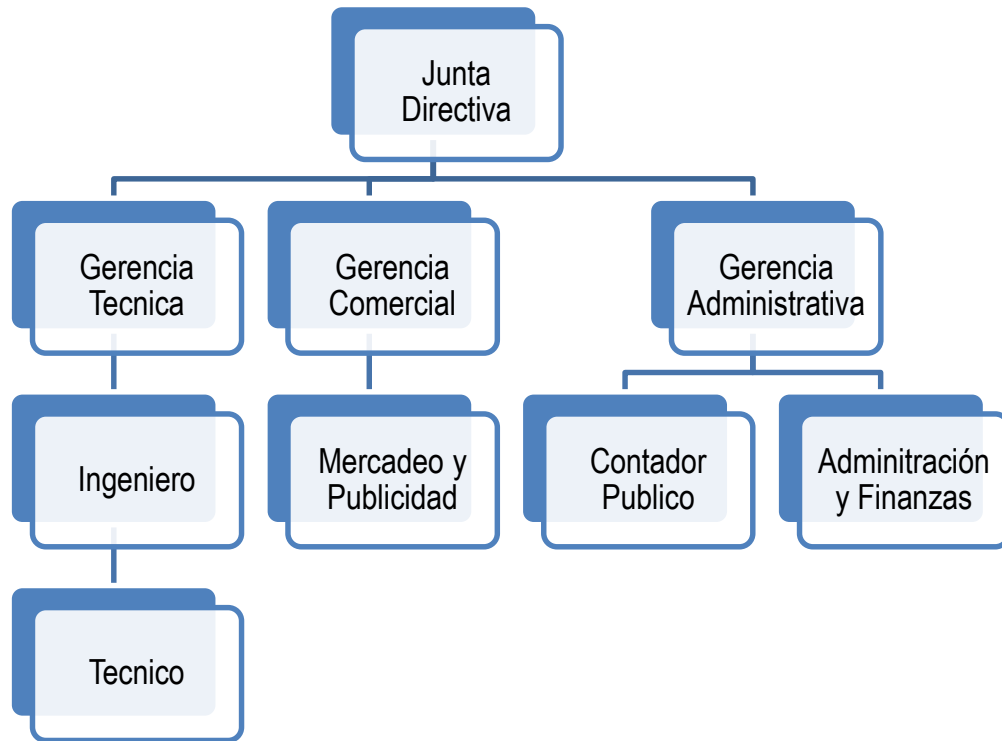 Junta
Directiva
Gerencia
Tecnica
Gerencia
Comercial
Gerencia
Administrativa
Ingeniero
Mercadeo y
Publicidad
Contador
Publico
Adminitración
y Finanzas
Tecnico